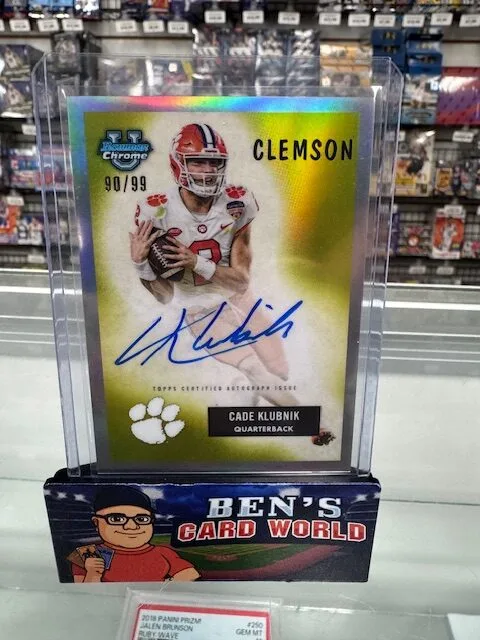 U
Bowman
Chrome
CLEMSON
90/99
2
TOPPS CERTIFIED AUTOGRAPH ISSUE
CADE KLUBNIK
QUARTERBACK
BEN'S
CARD WORLD
2018 PANINI PRIZM
#250
JALEN BRUNSON
GEM MT
RUBY WAVE